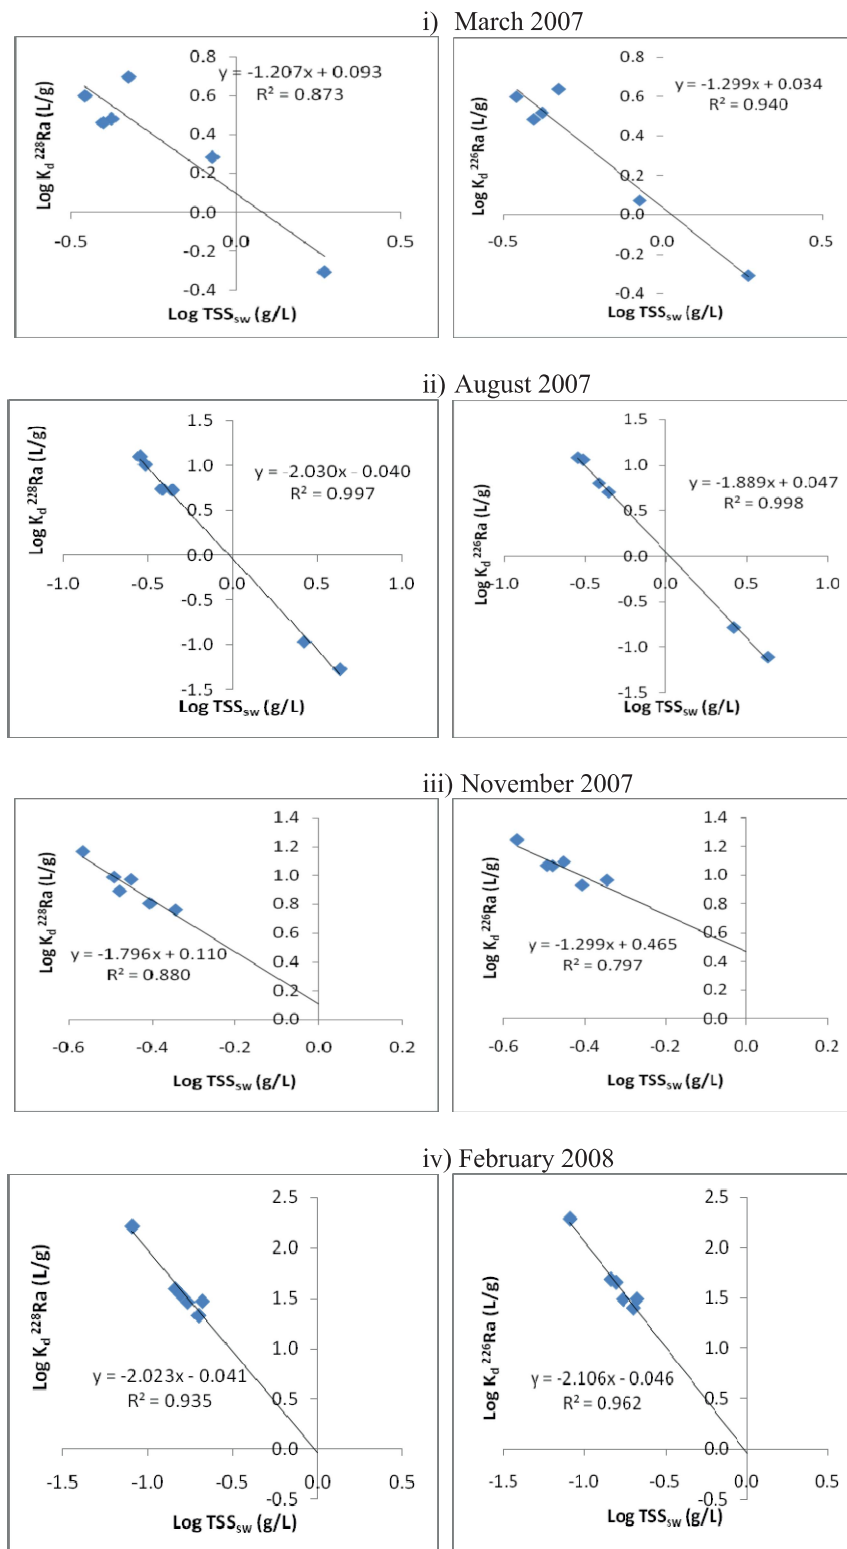 i) March 2007
0.8
0.6
0.4
0.2
0.0
-0.2
-0.4
-0.5
0.0
0.5
y = -1.207x + 0.093
R² = 0.873
Log Kd 228Ra (L/g)
Log TSSsw (g/L)
0.8
0.6
0.4
0.2
0.0
-0.2
-0.4
-0.5
0.0
0.5
y = -1.299x + 0.034
R² = 0.940
Log Kd 226Ra (L/g)
Log TSSsw (g/L)
ii) August 2007
1.5
1.0
0.5
0.0
-0.5
-1.0
-1.5
-1.0
-0.5
0.0
0.5
1.0
y = -2.030x - 0.040
R² = 0.997
Log Kd 228Ra (L/g)
Log TSSsw (g/L)
1.5
1.0
0.5
0.0
-0.5
-1.0
-1.5
-1.0
-0.5
0.0
0.5
1.0
y = -1.889x + 0.047
R² = 0.998
Log Kd 226Ra (L/g)
Log TSSsw (g/L)
iii) November 2007
1.4
1.2
1.0
0.8
0.6
0.4
0.2
0.0
-0.6
-0.4
-0.2
0.0
0.2
y = -1.796x + 0.110
R² = 0.880
Log Kd 228Ra (L/g)
Log TSSsw (g/L)
1.4
1.2
1.0
0.8
0.6
0.4
0.2
0.0
-0.6
-0.4
-0.2
0.0
0.2
y = -1.299x + 0.465
R² = 0.797
Log Kd 226Ra (L/g)
Log TSSsw (g/L)
iv) February 2008
2.5
2.0
1.5
1.0
0.5
0.0
-0.5
-1.5
-1.0
-0.5
0.0
0.5
y = -2.023x - 0.041
R² = 0.935
Log Kd 228Ra (L/g)
Log TSSsw (g/L)
2.5
2.0
1.5
1.0
0.5
0.0
-0.5
-1.5
-1.0
-0.5
0.0
0.5
y = -2.106x - 0.046
R² = 0.962
Log Kd 226Ra (L/g)
Log TSSsw (g/L)